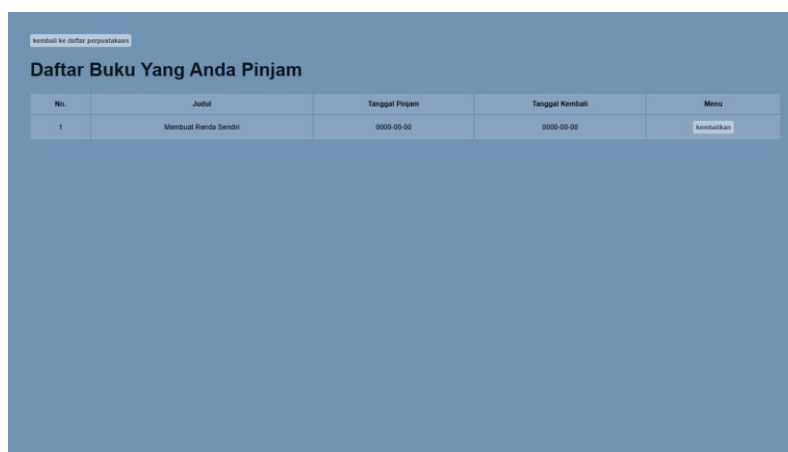 kembali ke daftar perpustakaan
Daftar Buku Yang Anda Pinjam
No. Judul Tanggal Pinjam Tanggal Kembali Menu
1 Membuat Renda Sendiri 0000-00-00 0000-00-00 kembalikan